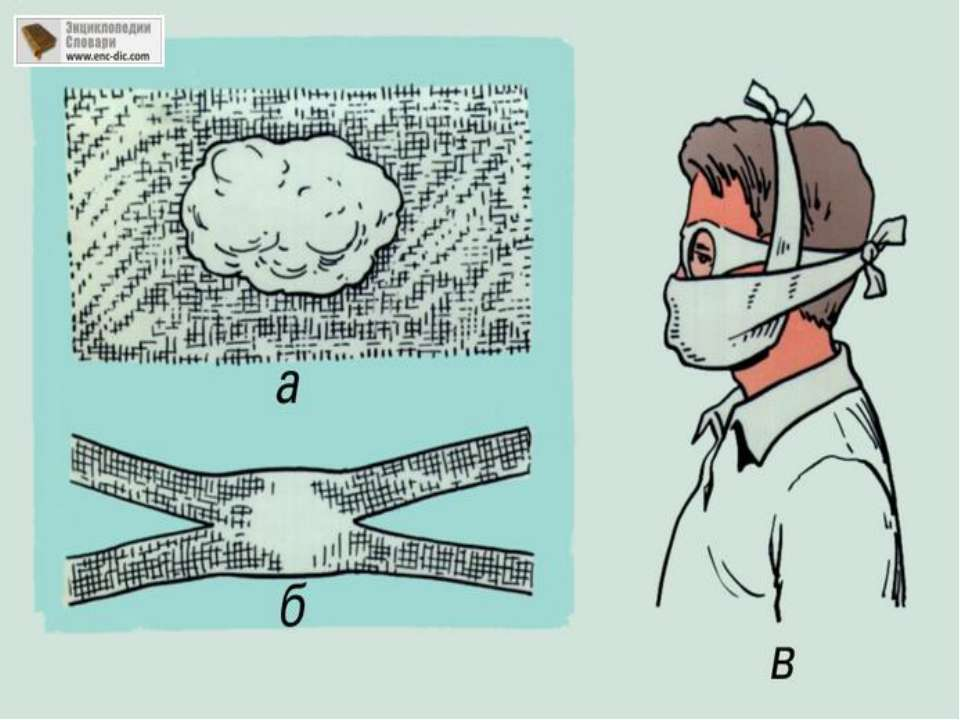 Энциклопедии
Словари
www.enc-dic.com
а
б
в